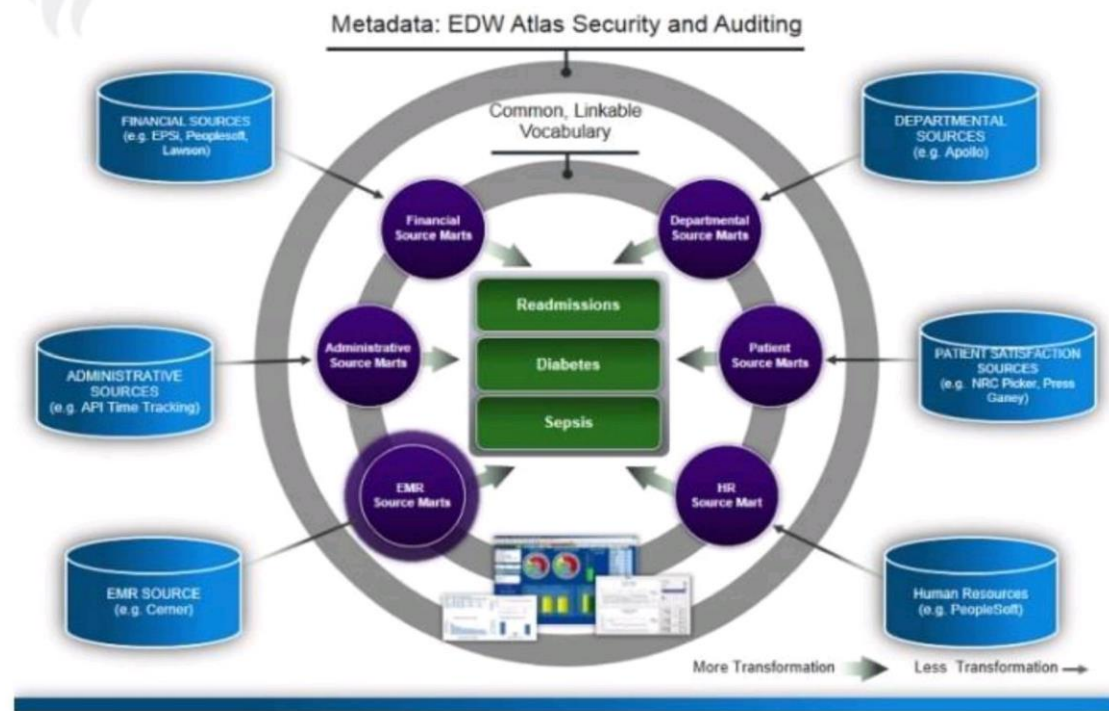 Metadata: EDW Atlas Security and Auditing
Common, Linkable
Vocabulary
FINANCIAL SOURCES
(e.g. EPSi, Peoplesoft,
Lawson)
DEPARTMENTAL
SOURCES
(e.g. Apollo)
Financial
Source Marts
Departmental
Source Marts
Readmissions
ADMINISTRATIVE
SOURCES
(e.g. API Time Tracking)
Administrative
Source Marts
Diabetes
Patient
Source Marts
PATIENT SATISFACTION
SOURCES
(e.g. NRC Picker, Press
Ganey)
Sepsis
EMR
Source Marts
HR
Source Mart
EMR SOURCE
(e.g. Cerner)
Human Resources
(e.g. PeopleSoft)
More Transformation
Less Transformation